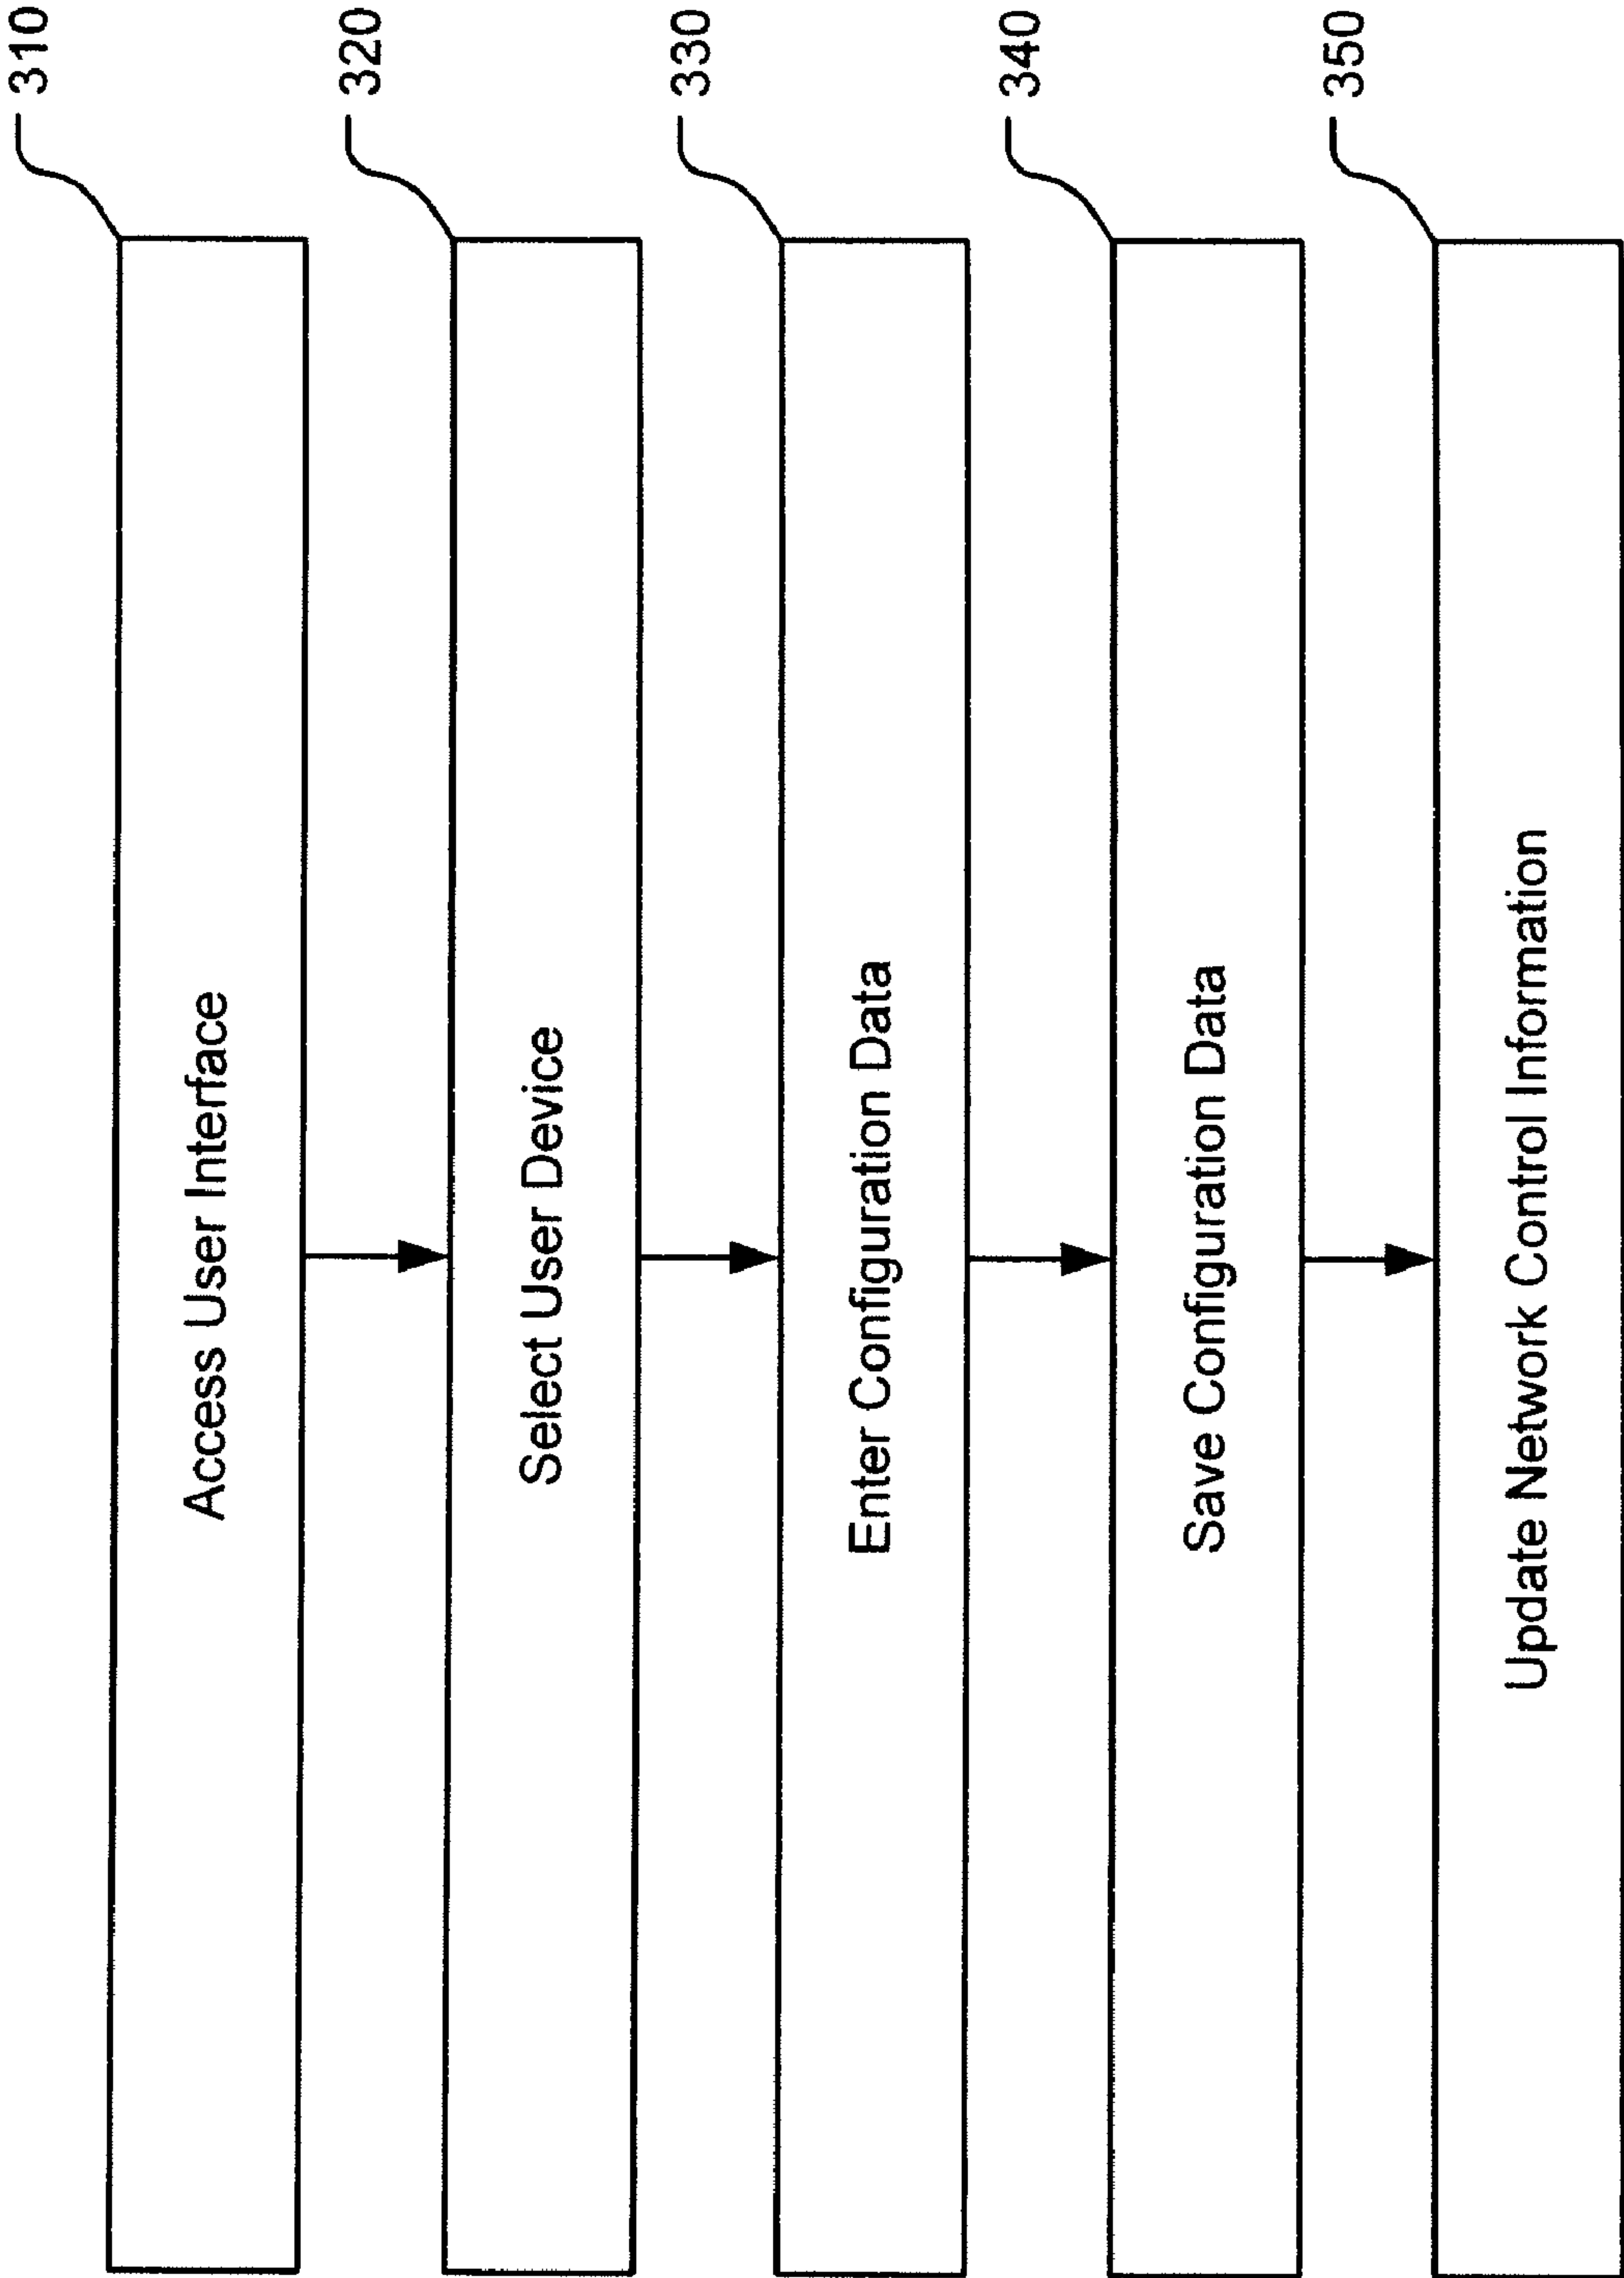 310
Access User Interface
320
Select User Device
330
Enter Configuration Data
340
Save Configuration Data
350
Update Network Control Information